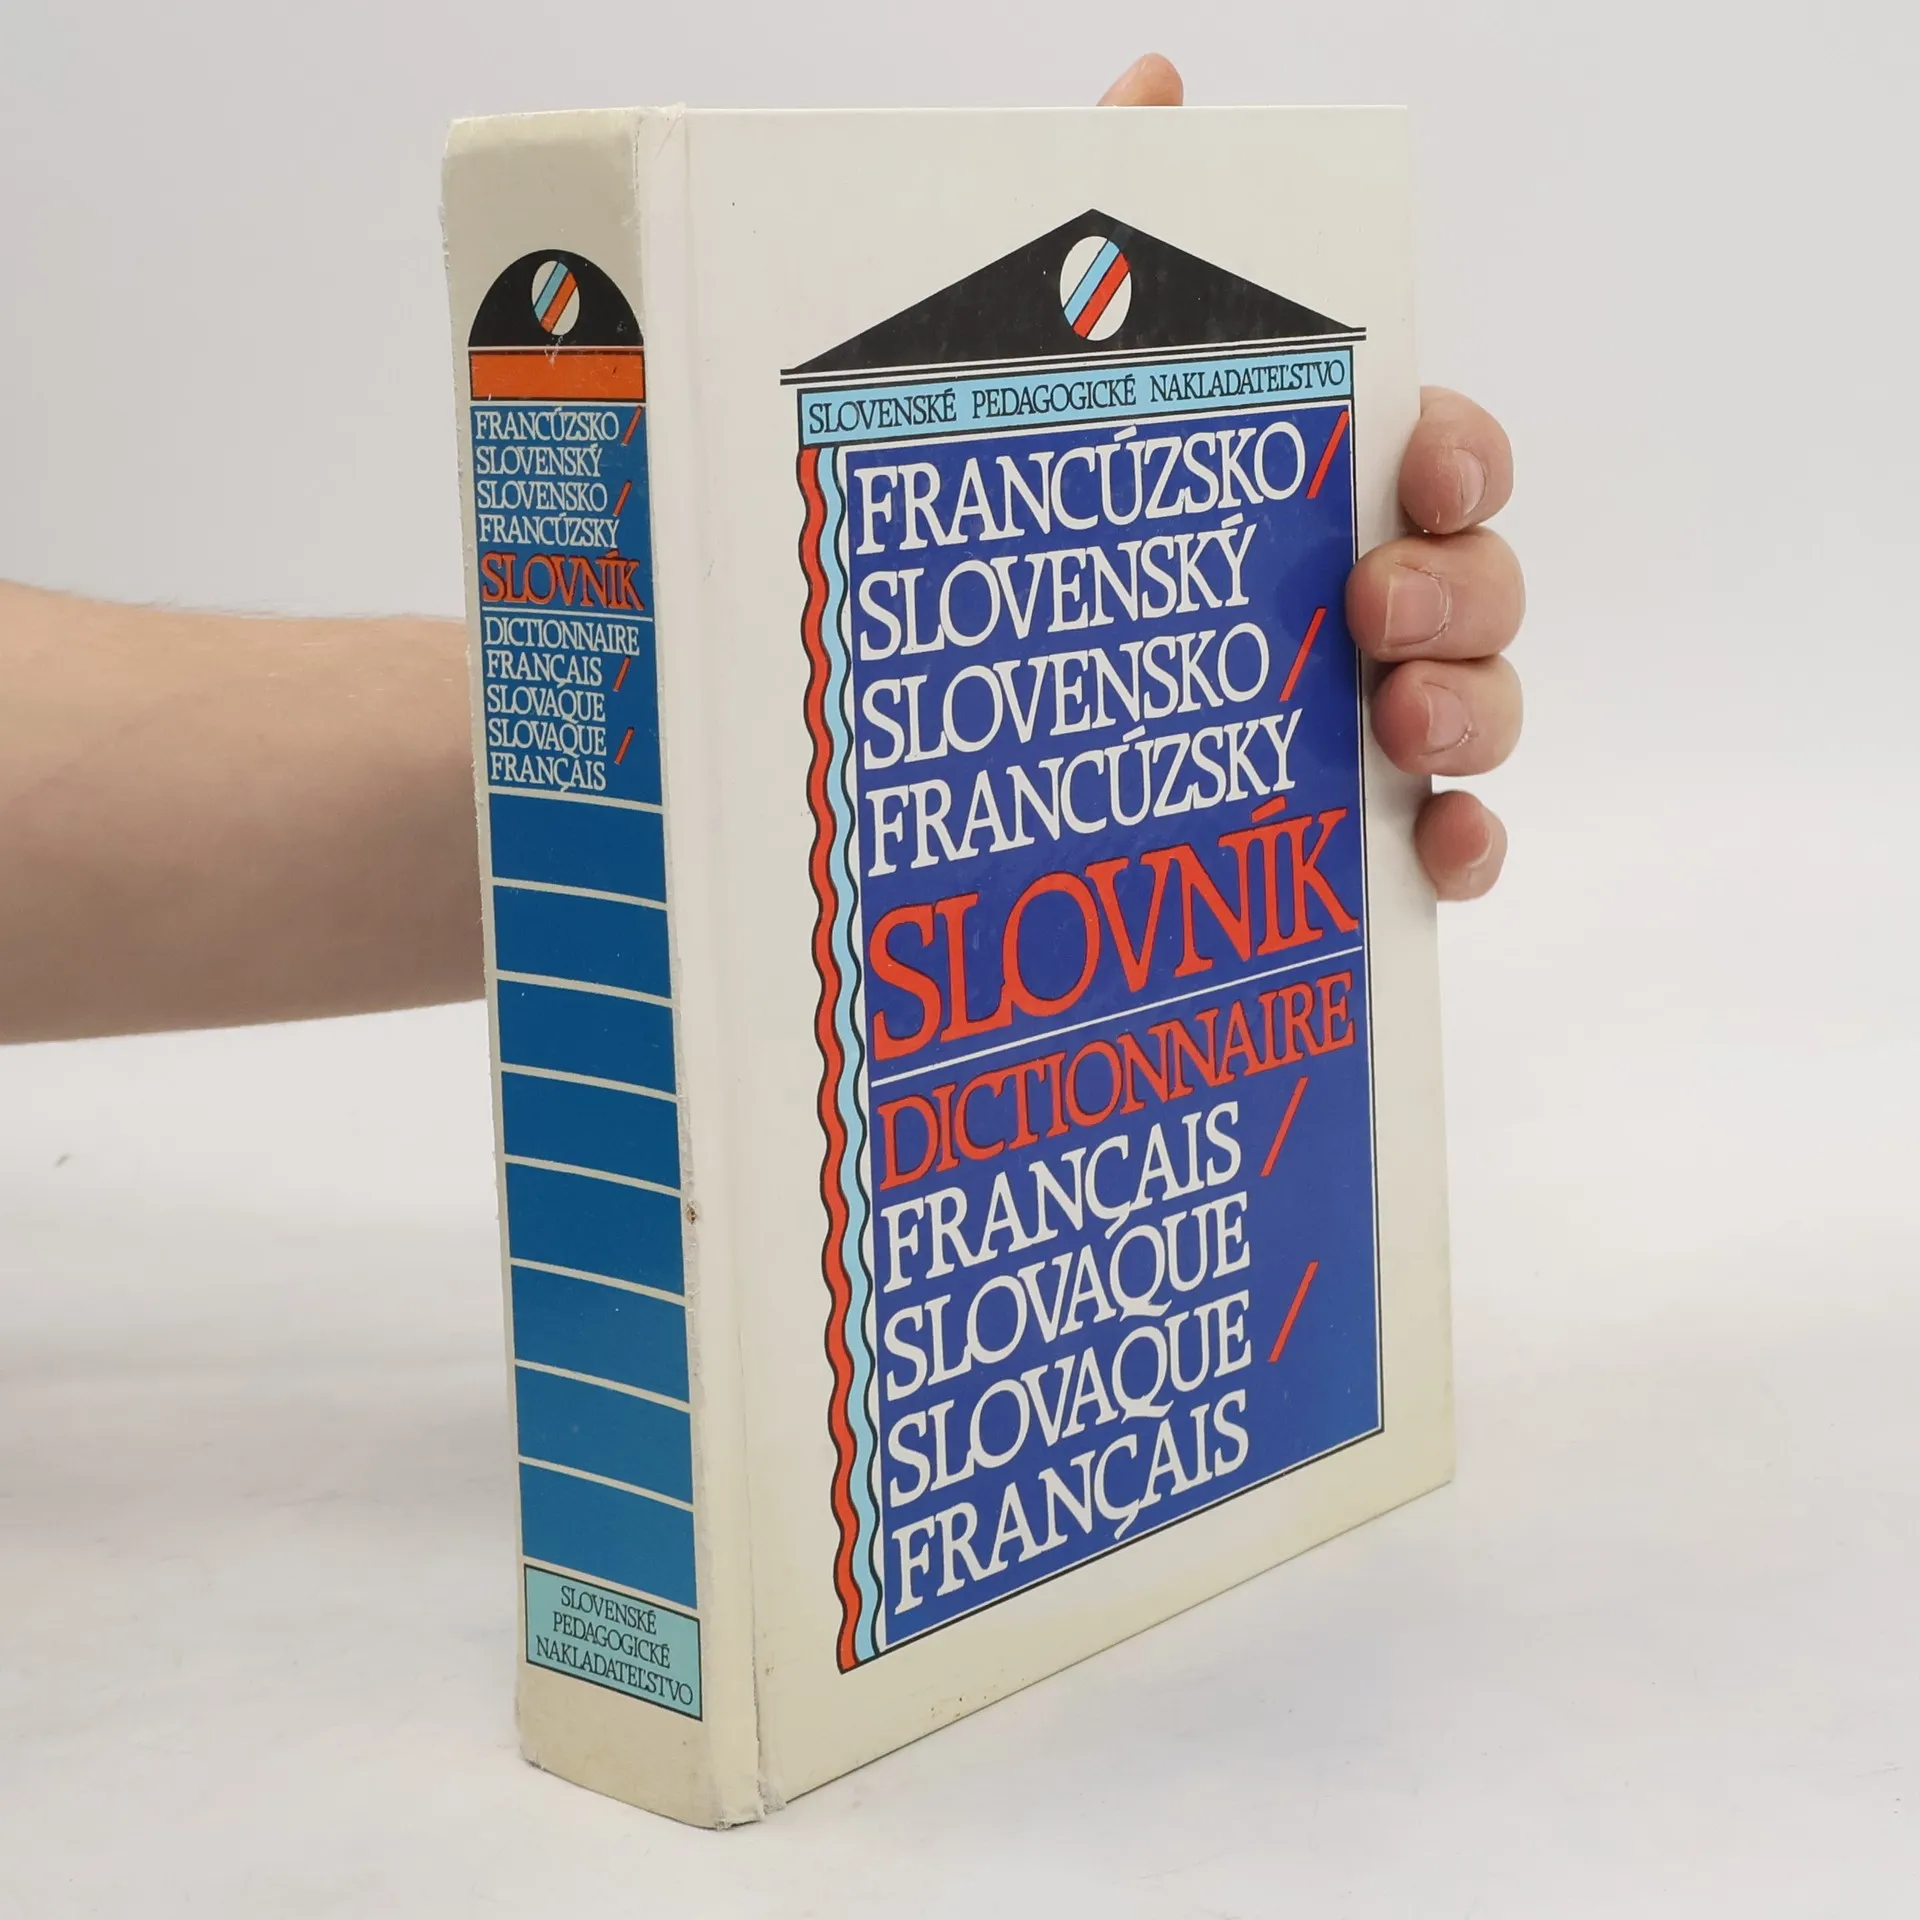 FRANCÚZSKO/
SLOVENSKÝ
SLOVENSKO/
FRANCÚZSKY
SLOVNÍK
DICTIONNAIRE
FRANÇAIS/
SLOVAQUE
SLOVAQUE/
FRANÇAIS
SLOVENSKÉ
PEDAGOGICKÉ
NAKLADATEĽSTVO
SLOVENSKÉ PEDAGOGICKÉ NAKLADATEĽSTVO
FRANCÚZSKO/
SLOVENSKÝ
SLOVENSKO/
FRANCÚZSKY
SLOVNÍK
DICTIONNAIRE
FRANÇAIS/
SLOVAQUE
SLOVAQUE/
FRANÇAIS